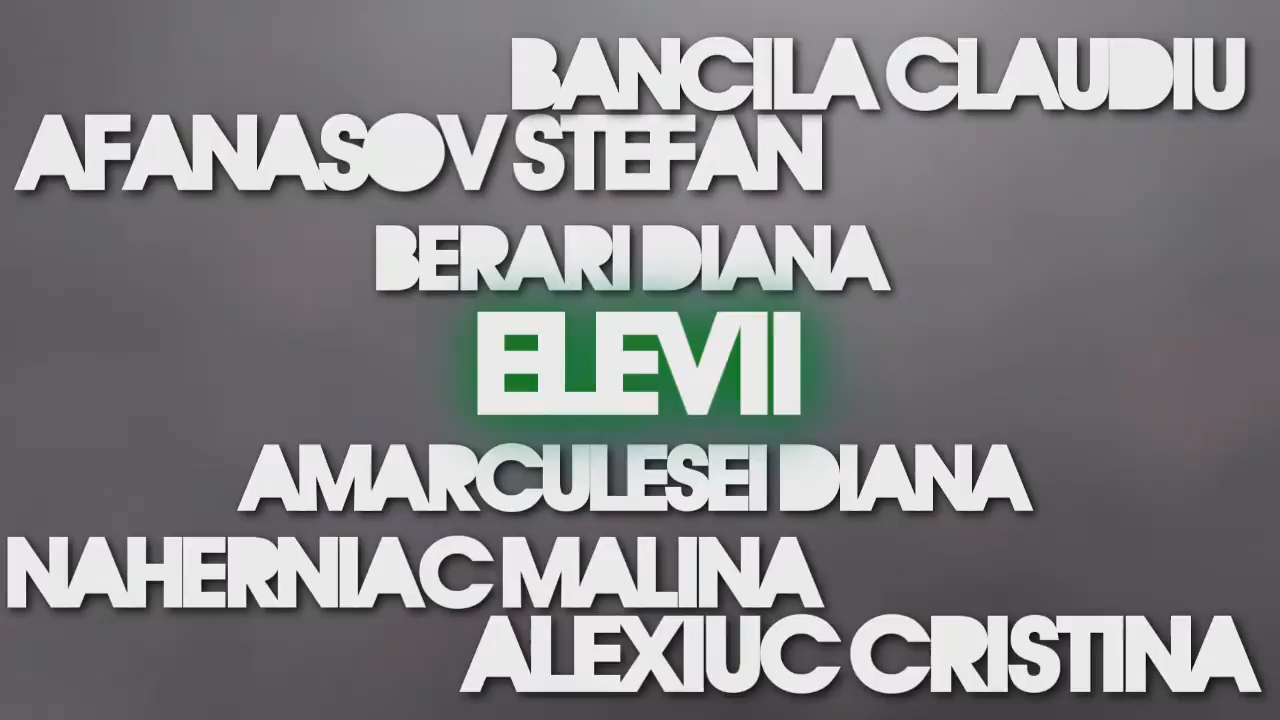 BANCILA CLAUDIU
AFANASOV STEFAN
BERARI DIANA
ELEVII
AMARCULESEI DIANA
NAHERNIAC MALINA
ALEXIUC CRISTINA